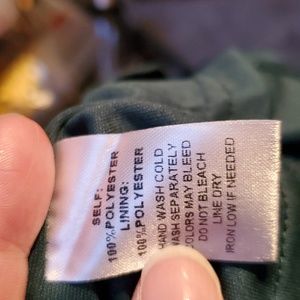 SELF:
100%POLYESTER
LINING:
100%POLYESTER
HAND WASH COLD
WASH SEPARATELY
COLORS MAY BLEED
DO NOT BLEACH
LINE DRY
IRON LOW IF NEEDED